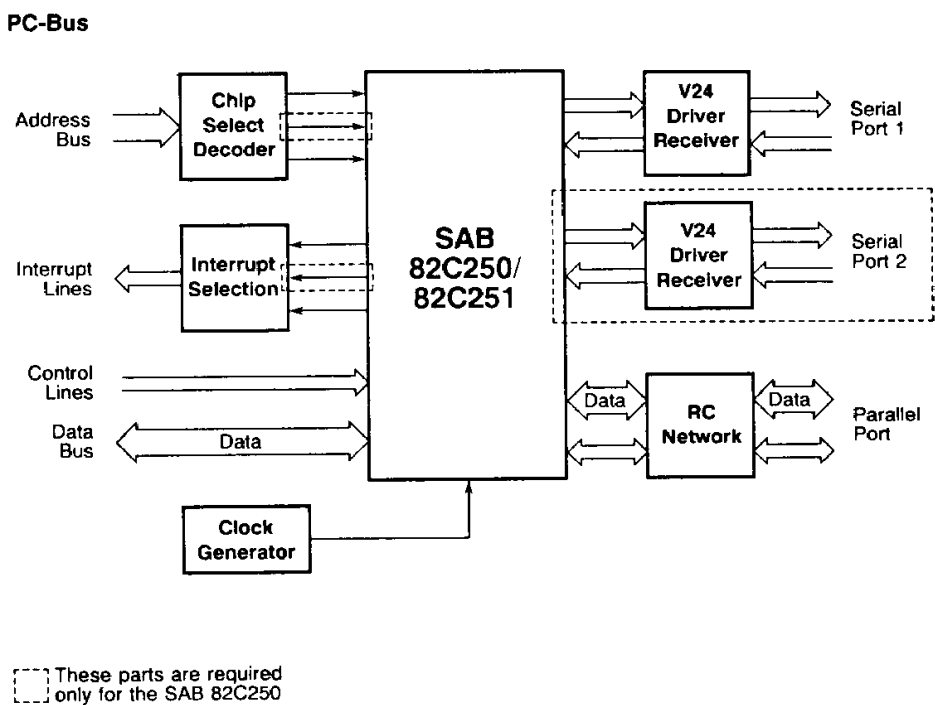 PC-Bus
Address
Bus
Chip
Select
Decoder
V24
Driver
Receiver
Serial
Port 1
SAB
82C250/
82C251
Interrupt
Lines
Interrupt
Selection
V24
Driver
Receiver
Serial
Port 2
Control
Lines
Data
Bus
Data
Data
RC
Network
Data
Parallel
Port
Clock
Generator
These parts are required
only for the SAB 82C250